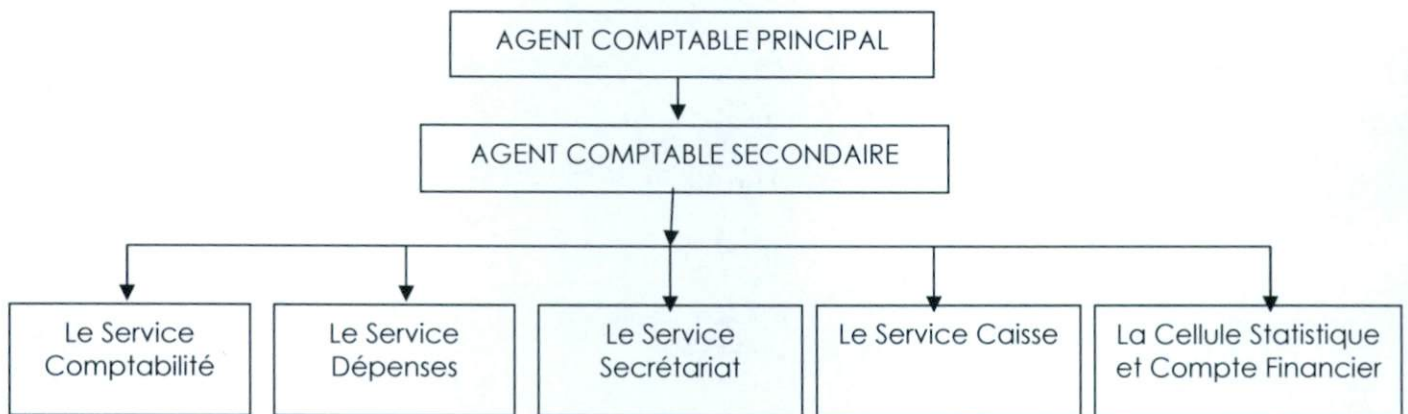 AGENT COMPTABLE PRINCIPAL
AGENT COMPTABLE SECONDAIRE
Le Service
Comptabilité
Le Service
Dépenses
Le Service
Secrétariat
Le Service Caisse
La Cellule Statistique
et Compte Financier